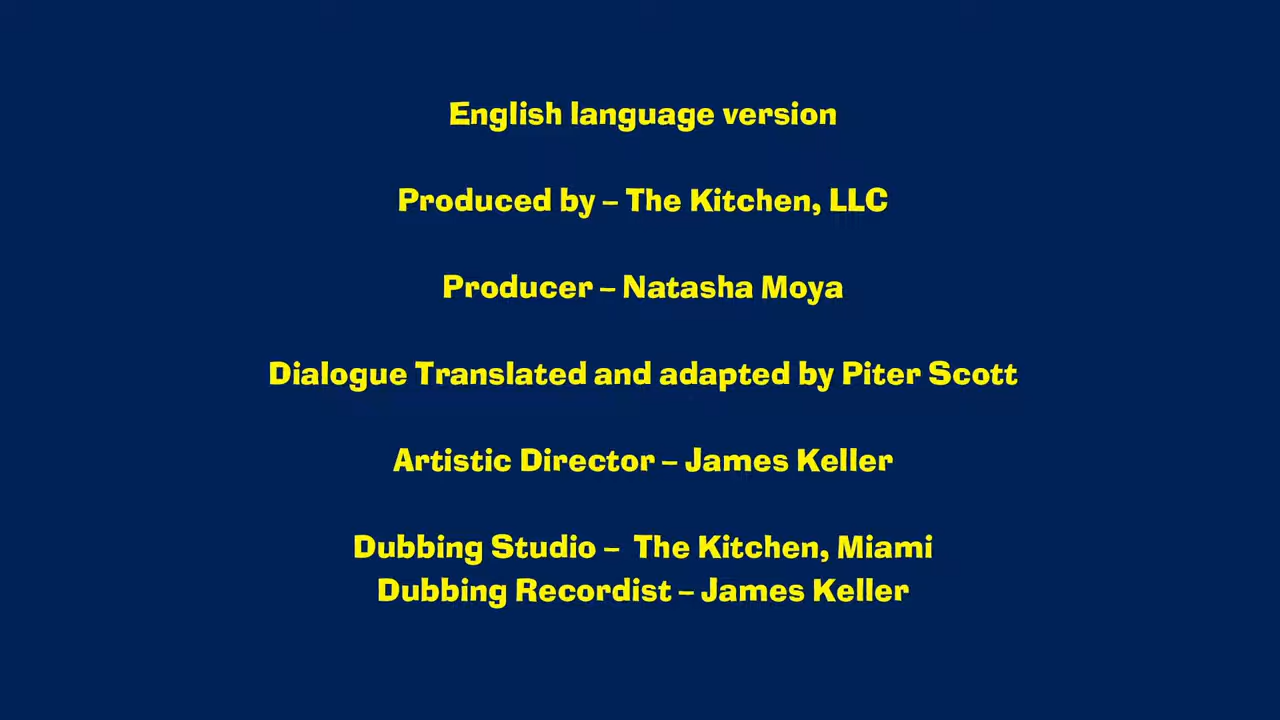 English language version
Produced by – The Kitchen, LLC
Producer – Natasha Moya
Dialogue Translated and adapted by Piter Scott
Artistic Director – James Keller
Dubbing Studio –  The Kitchen, Miami
Dubbing Recordist – James Keller